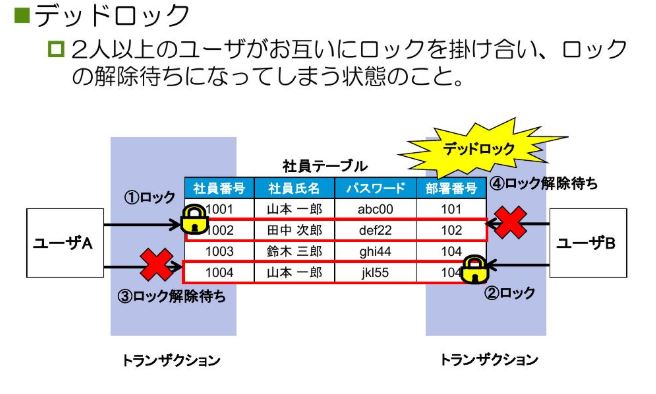 デッドロック
2人以上のユーザがお互いにロックを掛け合い、ロック
の解除待ちになってしまう状態のこと。
デッドロック
社員テーブル
①ロック
④ロック解除待ち
社員番号 社員氏名 パスワード 部署番号
1001 山本 一郎 abc00 101
1002 田中 次郎 def22 102
1003 鈴木 三郎 ghi44 104
1004 山本 一郎 jkl55 104
ユーザA
ユーザB
③ロック解除待ち
②ロック
トランザクション
トランザクション